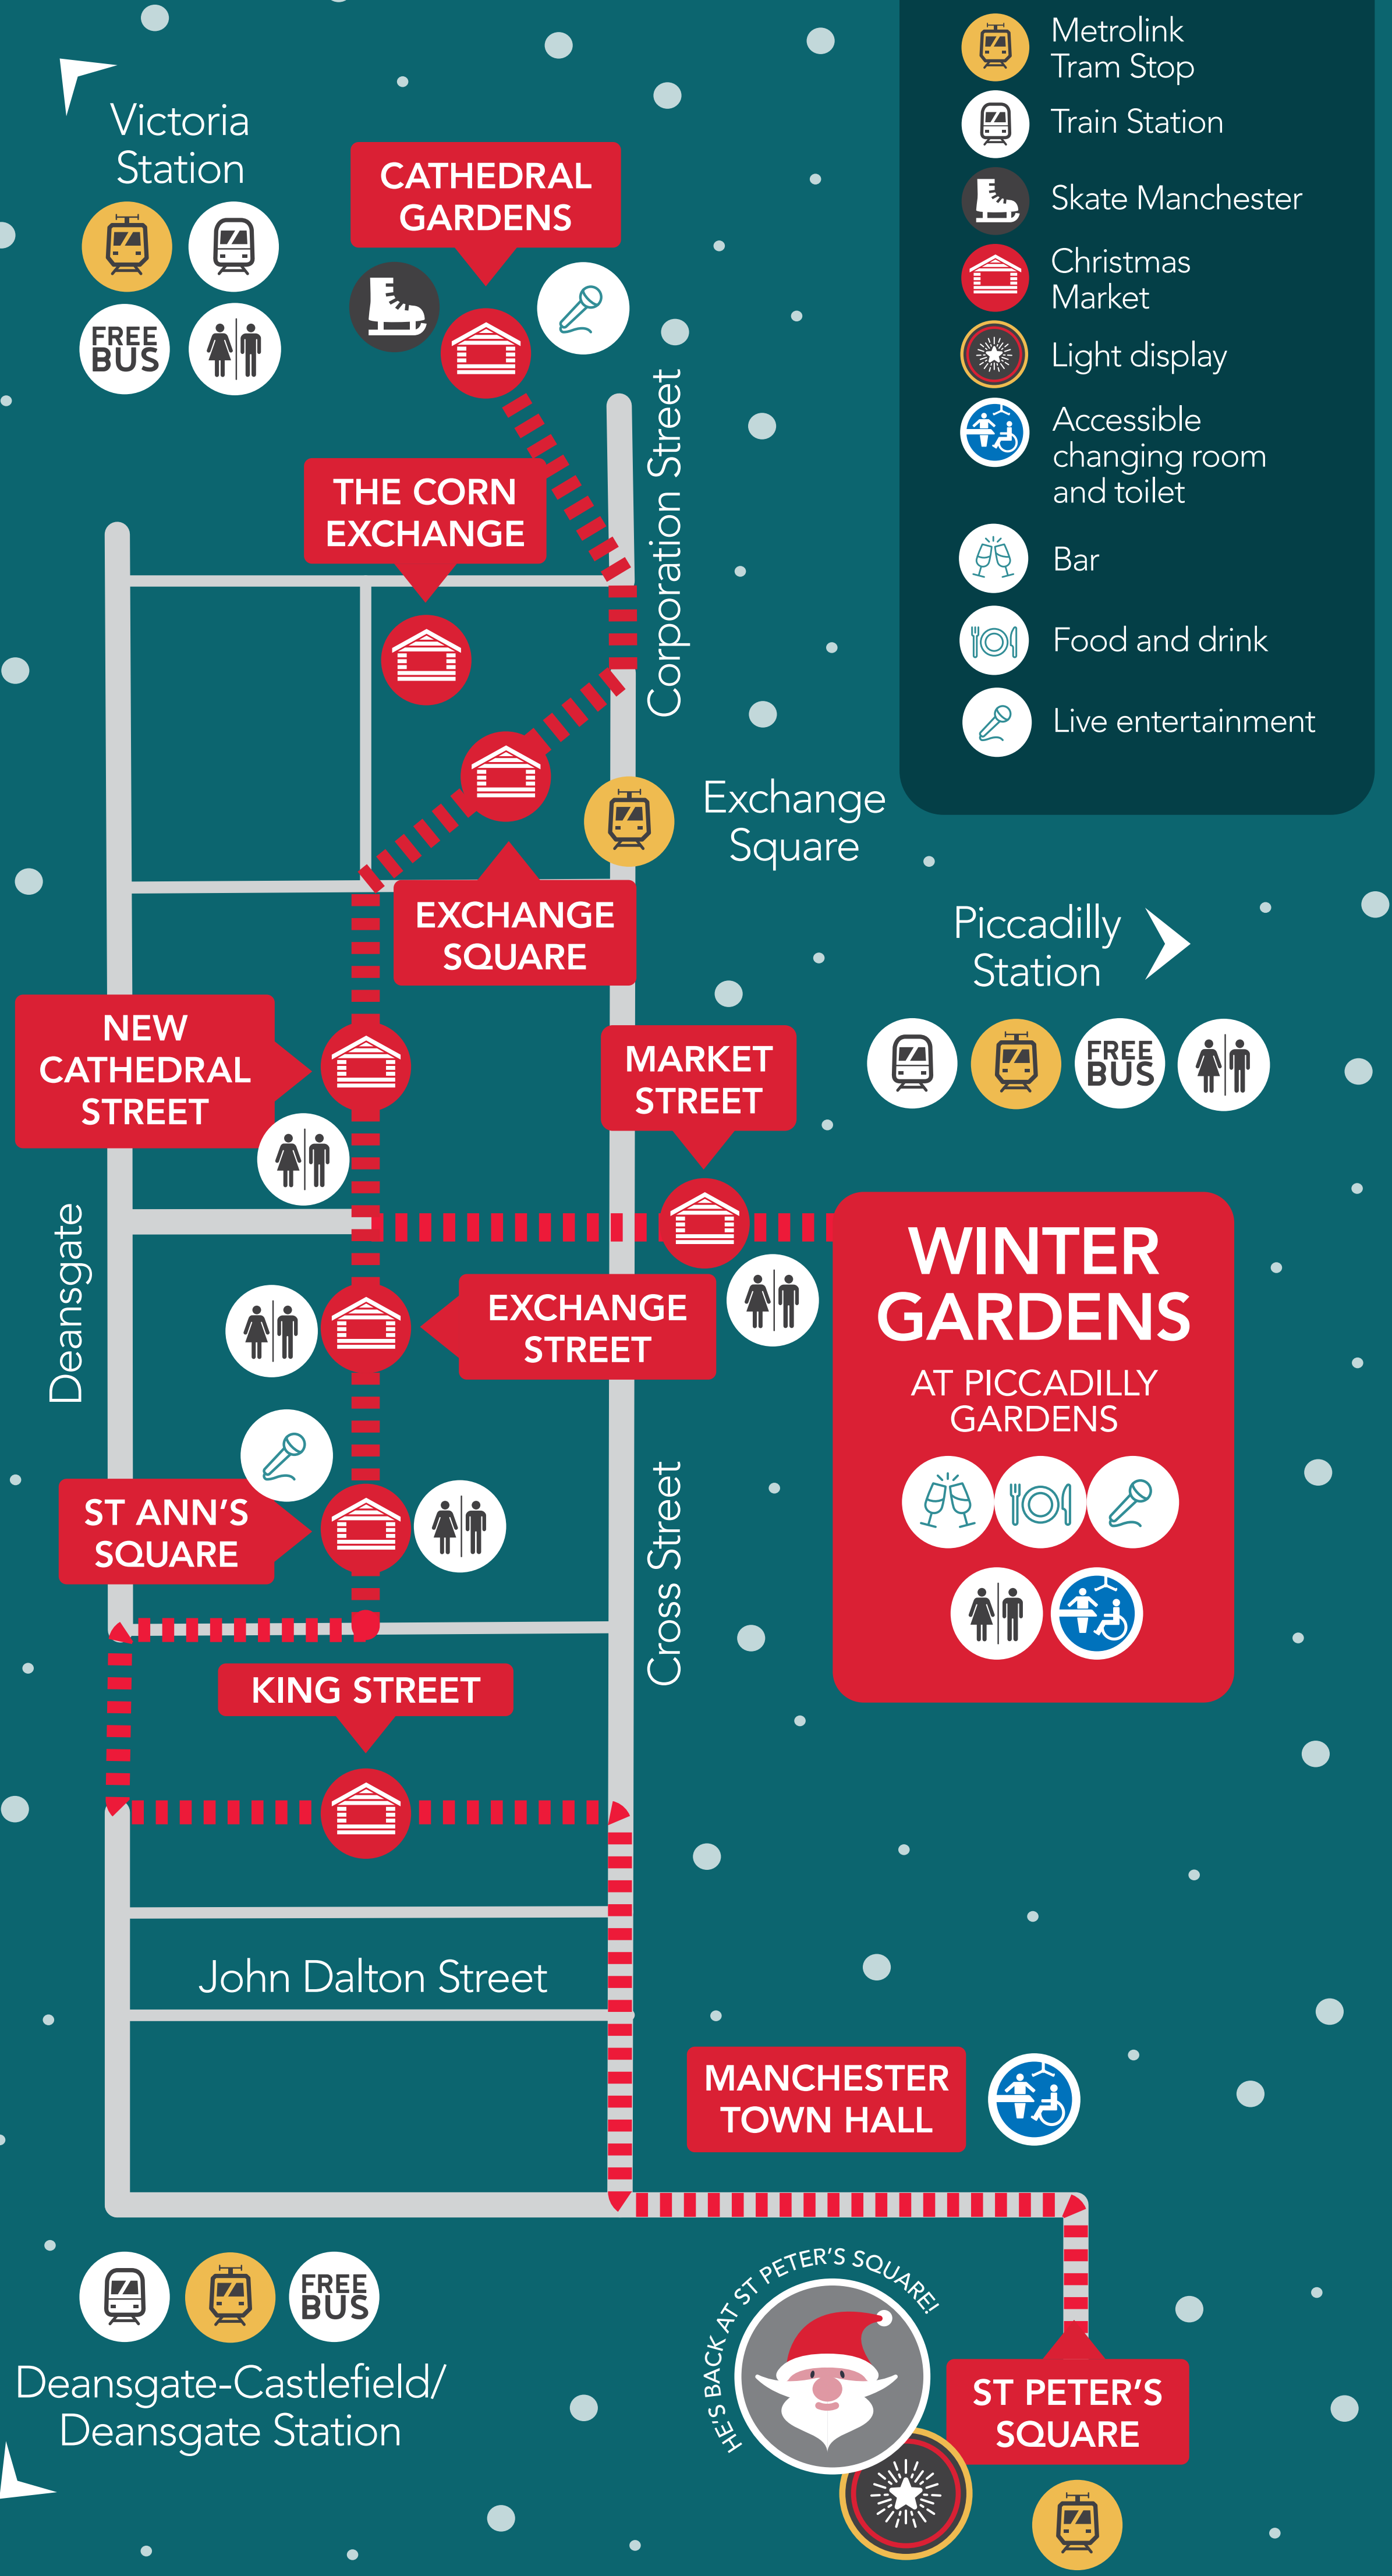 Metrolink
Tram Stop
Train Station
Skate Manchester
Christmas
Market
Light display
Accessible
changing room
and toilet
Bar
Food and drink
Live entertainment
Victoria
Station
FREE
BUS
CATHEDRAL
GARDENS
Corporation Street
THE CORN
EXCHANGE
Exchange
Square
EXCHANGE
SQUARE
Piccadilly
Station
FREE
BUS
NEW
CATHEDRAL
STREET
MARKET
STREET
Deansgate
EXCHANGE
STREET
WINTER
GARDENS
AT PICCADILLY
GARDENS
ST ANN'S
SQUARE
Cross Street
KING STREET
John Dalton Street
MANCHESTER
TOWN HALL
FREE
BUS
Deansgate-Castlefield/
Deansgate Station
HE'S BACK AT ST PETER'S SQUARE!
ST PETER'S
SQUARE